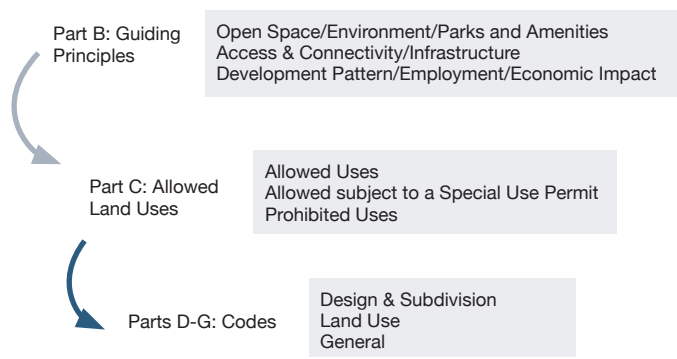 Part B: Guiding
Principles
Open Space/Environment/Parks and Amenities
Access & Connectivity/Infrastructure
Development Pattern/Employment/Economic Impact
Part C: Allowed
Land Uses
Allowed Uses
Allowed subject to a Special Use Permit
Prohibited Uses
Parts D-G: Codes
Design & Subdivision
Land Use
General